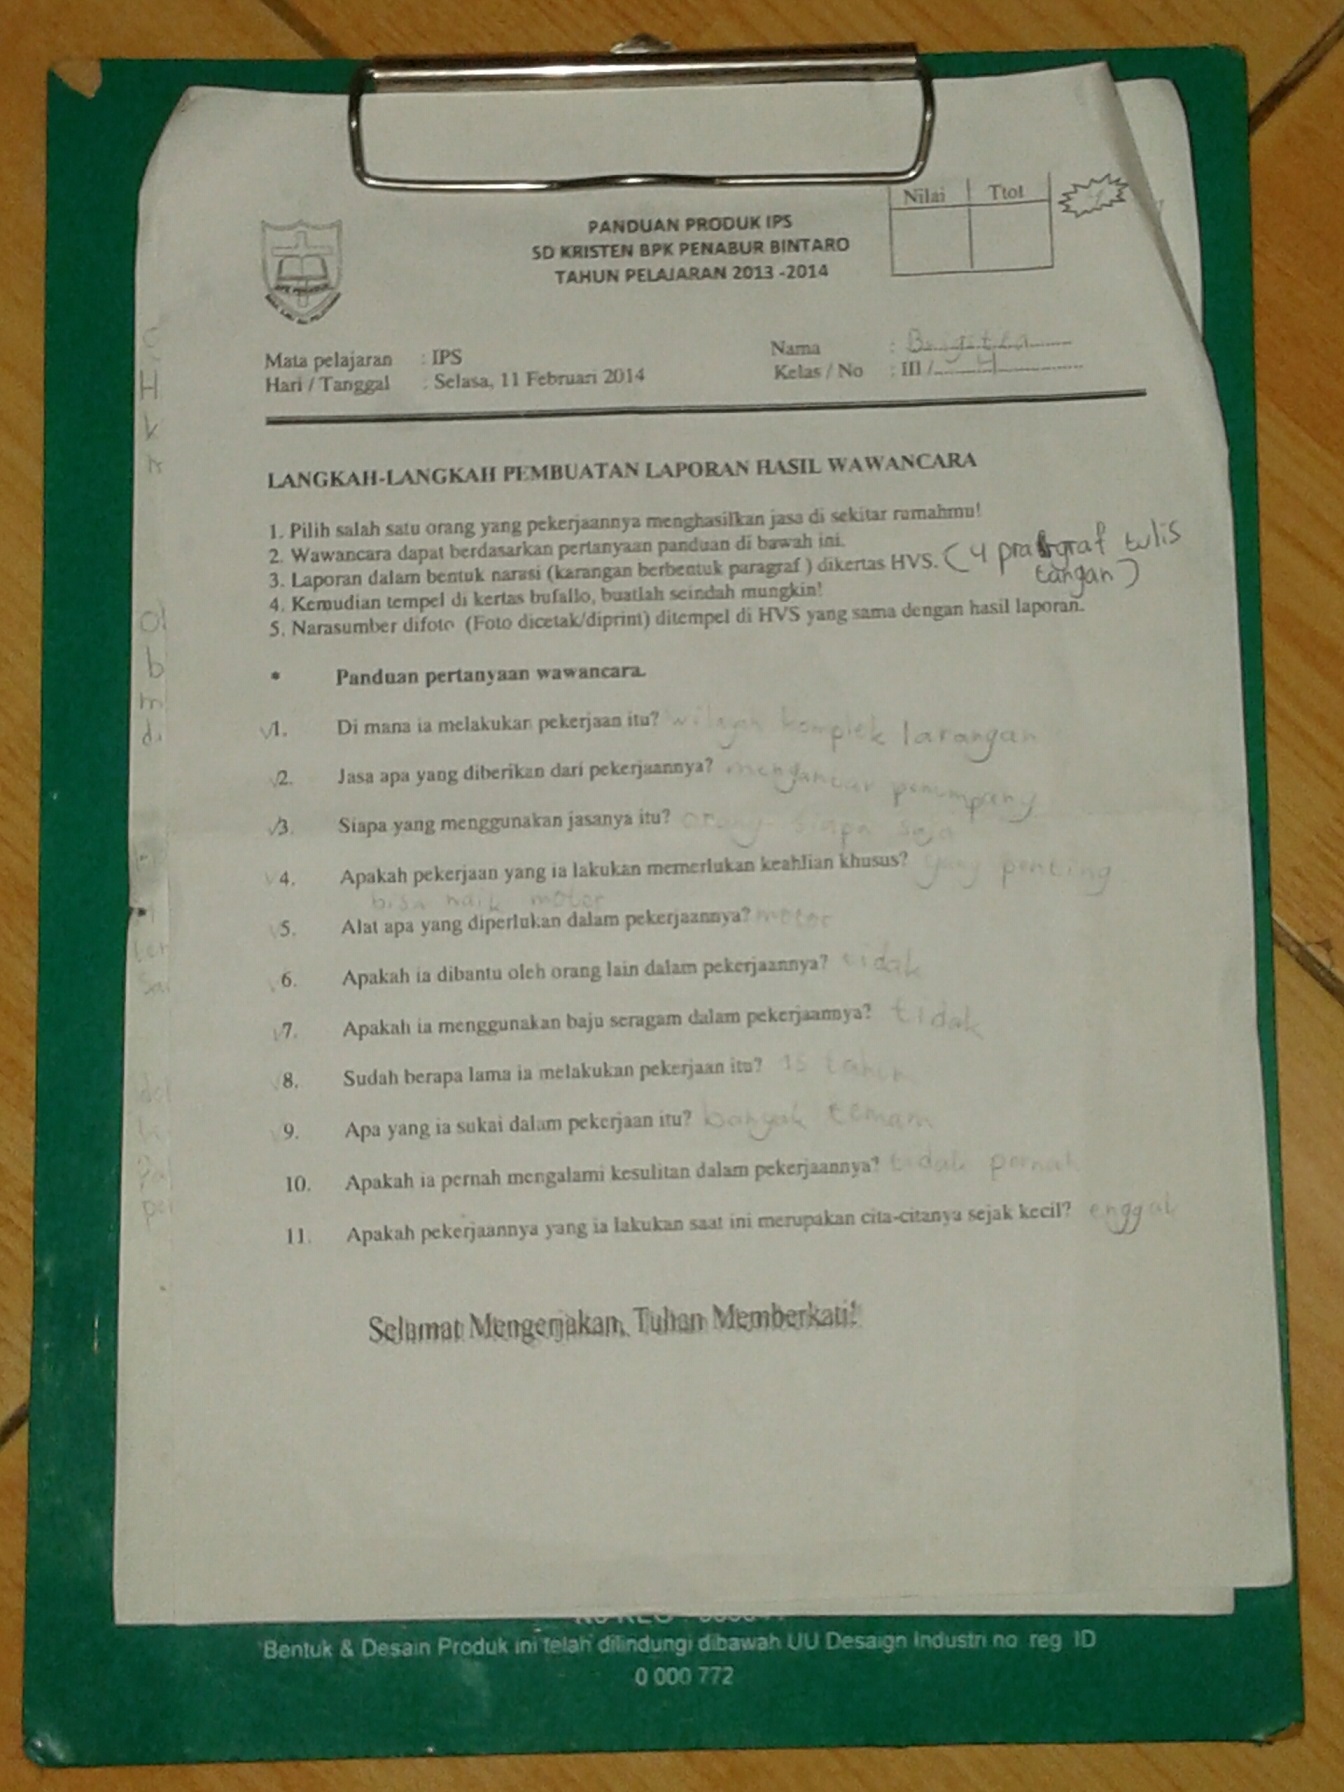 Nilai Ttot
PANDUAN PRODUK IPS
SD KRISTEN BPK PENABUR BINTARO
TAHUN PELAJARAN 2013 -2014
BPK PENABUR
Mata pelajaran : IPS
Nama :
Hari / Tanggal : Selasa, 11 Februari 2014
Kelas / No : III / 4
LANGKAH-LANGKAH PEMBUATAN LAPORAN HASIL WAWANCARA
1. Pilih salah satu orang yang pekerjaannya menghasilkan jasa di sekitar rumahmu!
2. Wawancara dapat berdasarkan pertanyaan panduan di bawah ini.
3. Laporan dalam bentuk narasi (karangan berbentuk paragraf ) dikertas HVS. (4 pragraf tulis
tangan)
4. Kemudian tempel di kertas bufallo, buatlah seindah mungkin!
5. Narasumber difoto (Foto dicetak/diprint) ditempel di HVS yang sama dengan hasil laporan.
• Panduan pertanyaan wawancara.
1. Di mana ia melakukan pekerjaan itu? wilayah komplek larangan
2. Jasa apa yang diberikan dari pekerjaannya? mengantar penumpang
3. Siapa yang menggunakan jasanya itu? orang siapa saja
4. Apakah pekerjaan yang ia lakukan memerlukan keahlian khusus? yang penting
bisa naik motor
5. Alat apa yang diperlukan dalam pekerjaannya? motor
6. Apakah ia dibantu oleh orang lain dalam pekerjaannya? tidak
7. Apakah ia menggunakan baju seragam dalam pekerjaannya? tidak
8. Sudah berapa lama ia melakukan pekerjaan itu? 15 tahun
9. Apa yang ia sukai dalam pekerjaan itu? banyak temam
10. Apakah ia pernah mengalami kesulitan dalam pekerjaannya? tidak pernah
11. Apakah pekerjaannya yang ia lakukan saat ini merupakan cita-citanya sejak kecil? enggak
Selamat Mengerjakan, Tuhan Memberkati!
Bentuk & Desain Produk ini telah dilindungi dibawah UU Desaign Industri no reg ID
0 000 772